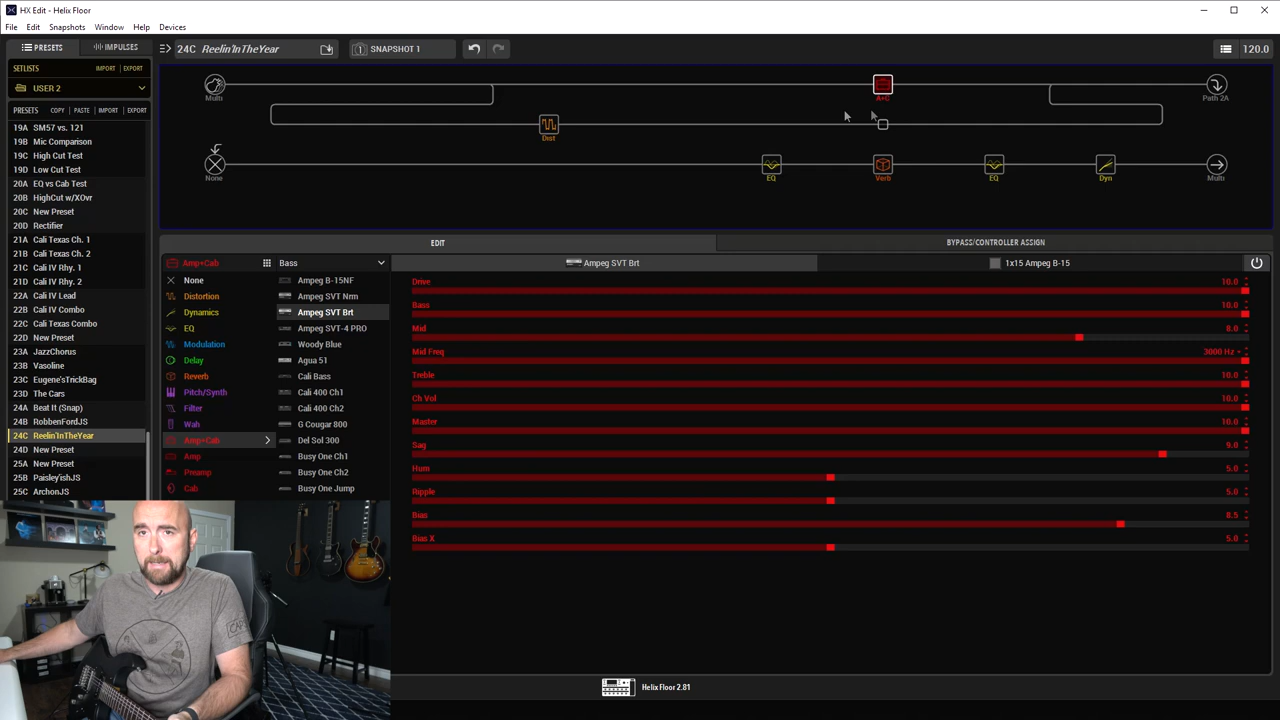 HX Edit - Helix Floor
File Edit Snapshots Window Help Devices
PRESETS IMPULSES
24C Reelin'InTheYear
1 SNAPSHOT 1
120.0
SETLISTS IMPORT EXPORT
USER 2
PRESETS COPY PASTE IMPORT EXPORT
19A SM57 vs. 121
19B Mic Comparison
19C High Cut Test
19D Low Cut Test
20A EQ vs Cab Test
20B HighCut w/XOvr
20C New Preset
20D Rectifier
21A Cali Texas Ch. 1
21B Cali Texas Ch. 2
21C Cali IV Rhy. 1
21D Cali IV Rhy. 2
22A Cali IV Lead
22B Cali IV Combo
22C Cali Texas Combo
22D New Preset
23A JazzChorus
23B Vasoline
23C Eugene'sTrickBag
23D The Cars
24A Beat It (Snap)
24B RobbenFordJS
24C Reelin'InTheYear
24D New Preset
25A New Preset
25B Paisley'ishJS
25C ArchonJS
Multi
A+C
Path 2A
Dist
None
EQ
Verb
EQ
Dyn
Multi
EDIT
BYPASS/CONTROLLER ASSIGN
Amp+Cab
Bass
Ampeg SVT Brt
1x15 Ampeg B-15
None
Distortion
Dynamics
EQ
Modulation
Delay
Reverb
Pitch/Synth
Filter
Wah
Amp+Cab
Amp
Preamp
Cab
Ampeg B-15NF
Ampeg SVT Nrm
Ampeg SVT Brt
Ampeg SVT-4 PRO
Woody Blue
Agua 51
Cali Bass
Cali 400 Ch1
Cali 400 Ch2
G Cougar 800
Del Sol 300
Busy One Ch1
Busy One Ch2
Busy One Jump
Drive 10.0
Bass 10.0
Mid 8.0
Mid Freq 3000 Hz
Treble 10.0
Ch Vol 10.0
Master 10.0
Sag 9.0
Hum 5.0
Ripple 5.0
Bias 8.5
Bias X 5.0
Helix Floor 2.81